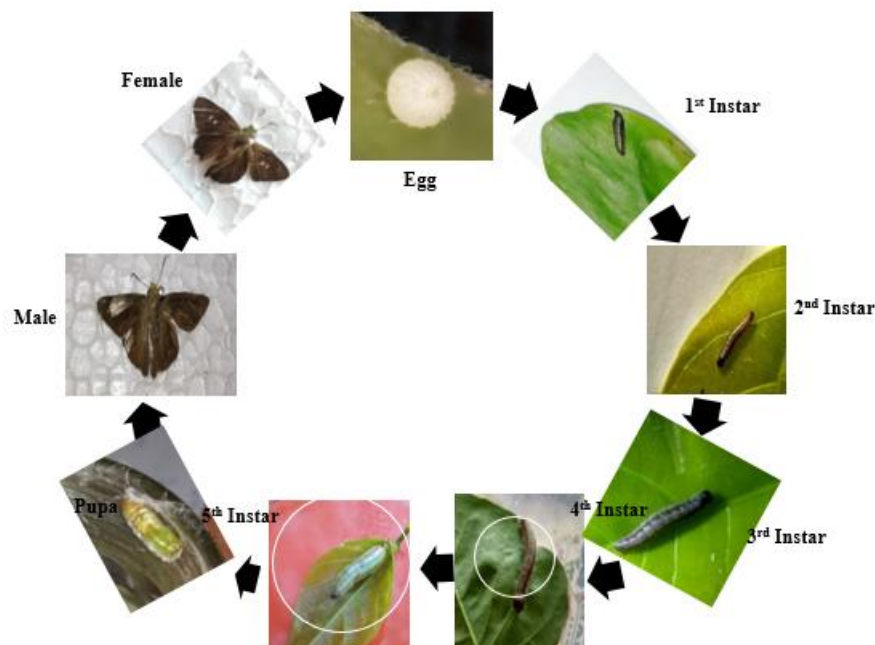 Female
Egg
1st Instar
2nd Instar
3rd Instar
4th Instar
5th Instar
Pupa
Male